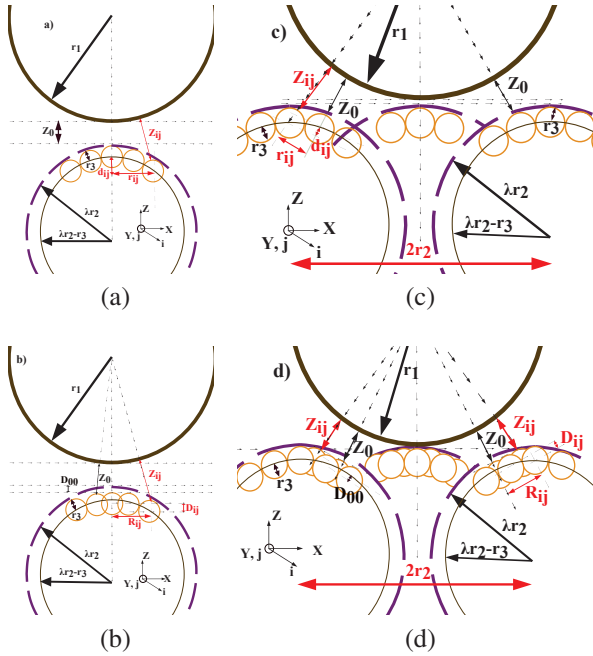 a)
r1
Z0
Zij
r3
dij
rij
λr2
λr2-r3
Z
X
Y, j
i
(a)
c)
r1
Zij
Z0
r3
rij
dij
r3
λr2
λr2-r3
Z
X
Y, j
i
2r2
(c)
b)
r1
D00
Z0
Zij
r3
Dij
Rij
λr2
λr2-r3
Z
X
Y, j
i
(b)
d)
r1
Zij
Z0
Zij
Z0
Dij
r3
D00
Rij
λr2
λr2-r3
Z
X
Y, j
i
2r2
(d)